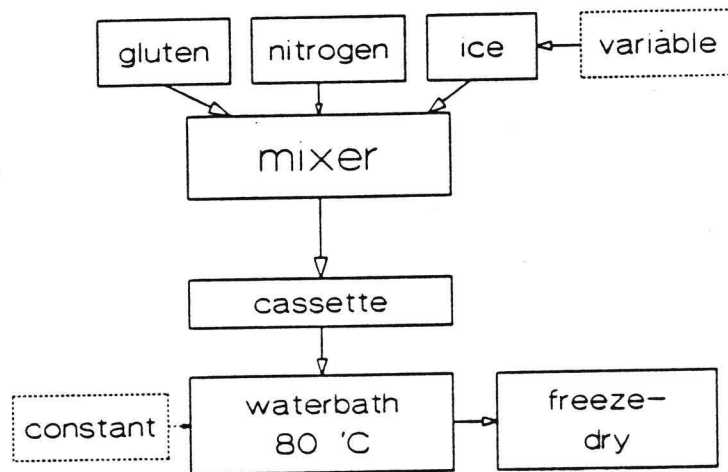 gluten
nitrogen
ice
variable
mixer
cassette
constant
waterbath
80 'C
freeze-
dry